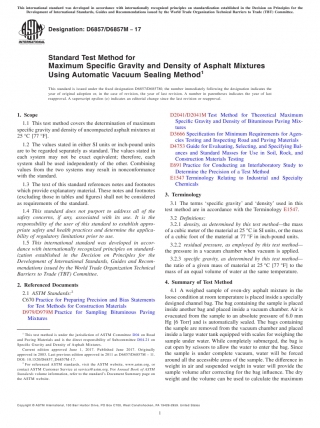 This international standard was developed in accordance with internationally recognized principles on standardization established in the Decision on Principles for the
Development of International Standards, Guides and Recommendations issued by the World Trade Organization Technical Barriers to Trade (TBT) Committee.
Designation: D6857/D6857M − 17
Standard Test Method for
Maximum Specific Gravity and Density of Asphalt Mixtures
Using Automatic Vacuum Sealing Method¹
This standard is issued under the fixed designation D6857/D6857M; the number immediately following the designation indicates the
year of original adoption or, in the case of revision, the year of last revision. A number in parentheses indicates the year of last
reapproval. A superscript epsilon (ε) indicates an editorial change since the last revision or reapproval.
1. Scope
1.1 This test method covers the determination of maximum
specific gravity and density of uncompacted asphalt mixtures at
25 °C [77 °F].
1.2 The values stated in either SI units or inch-pound units
are to be regarded separately as standard. The values stated in
each system may not be exact equivalents; therefore, each
system shall be used independently of the other. Combining
values from the two systems may result in nonconformance
with the standard.
1.3 The text of this standard references notes and footnotes
which provide explanatory material. These notes and footnotes
(excluding those in tables and figures) shall not be considered
as requirements of the standard.
1.4 This standard does not purport to address all of the
safety concerns, if any, associated with its use. It is the
responsibility of the user of this standard to establish appro-
priate safety and health practices and determine the applica-
bility of regulatory limitations prior to use.
1.5 This international standard was developed in accor-
dance with internationally recognized principles on standard-
ization established in the Decision on Principles for the
Development of International Standards, Guides and Recom-
mendations issued by the World Trade Organization Technical
Barriers to Trade (TBT) Committee.
2. Referenced Documents
2.1 ASTM Standards:²
C670 Practice for Preparing Precision and Bias Statements
for Test Methods for Construction Materials
D979/D979M Practice for Sampling Bituminous Paving
Mixtures
¹ This test method is under the jurisdiction of ASTM Committee D04 on Road
and Paving Materials and is the direct responsibility of Subcommittee D04.21 on
Specific Gravity and Density of Asphalt Mixtures.
Current edition approved June 1, 2017. Published June 2017. Originally
approved in 2003. Last previous edition approved in 2011 as D6857/D6857M – 11.
² For referenced ASTM standards, visit the ASTM website, www.astm.org, or
contact ASTM Customer Service at service@astm.org. For Annual Book of ASTM
Standards volume information, refer to the standard's Document Summary page on
the ASTM website.
D2041/D2041M Test Method for Theoretical Maximum
Specific Gravity and Density of Bituminous Paving Mix-
tures
D3666 Specification for Minimum Requirements for Agen-
cies Testing and Inspecting Road and Paving Materials
D4753 Guide for Evaluating, Selecting, and Specifying Bal-
ances and Standard Masses for Use in Soil, Rock, and
Construction Materials Testing
E691 Practice for Conducting an Interlaboratory Study to
Determine the Precision of a Test Method
E1547 Terminology Relating to Industrial and Specialty
Chemicals
3. Terminology
3.1 The terms 'specific gravity' and 'density' used in this
test method are in accordance with the Terminology E1547.
3.2 Definitions:
3.2.1 density, as determined by this test method—the mass
of a cubic meter of the material at 25 °C in SI units, or the mass
of a cubic foot of the material at 77 °F in inch-pound units.
3.2.2 residual pressure, as employed by this test method—
the pressure in a vacuum chamber when vacuum is applied.
3.2.3 specific gravity, as determined by this test method—
the ratio of a given mass of material at 25 °C [77 °F] to the
mass of an equal volume of water at the same temperature.
4. Summary of Test Method
4.1 A weighed sample of oven-dry asphalt mixture in the
loose condition at room temperature is placed inside a specially
designed channel bag. The bag containing the sample is placed
inside another bag and placed inside a vacuum chamber. Air is
evacuated from the sample to an absolute pressure of 6.0 mm
Hg [6 Torr] and is automatically sealed. The bags containing
the sample are removed from the vacuum chamber and placed
inside a large water tank equipped with scales for weighing the
sample under water. While completely submerged, the bag is
cut open by scissors to allow the water to enter the bag. Since
the sample is under complete vacuum, water will be forced
around all the accessible areas of the sample. The difference in
weight in air and suspended weight in water will provide the
sample volume after correcting for the bag influence. The dry
weight and the volume can be used to calculate the maximum
Copyright © ASTM International, 100 Barr Harbor Drive, PO Box C700, West Conshohocken, PA 19428-2959. United States
1